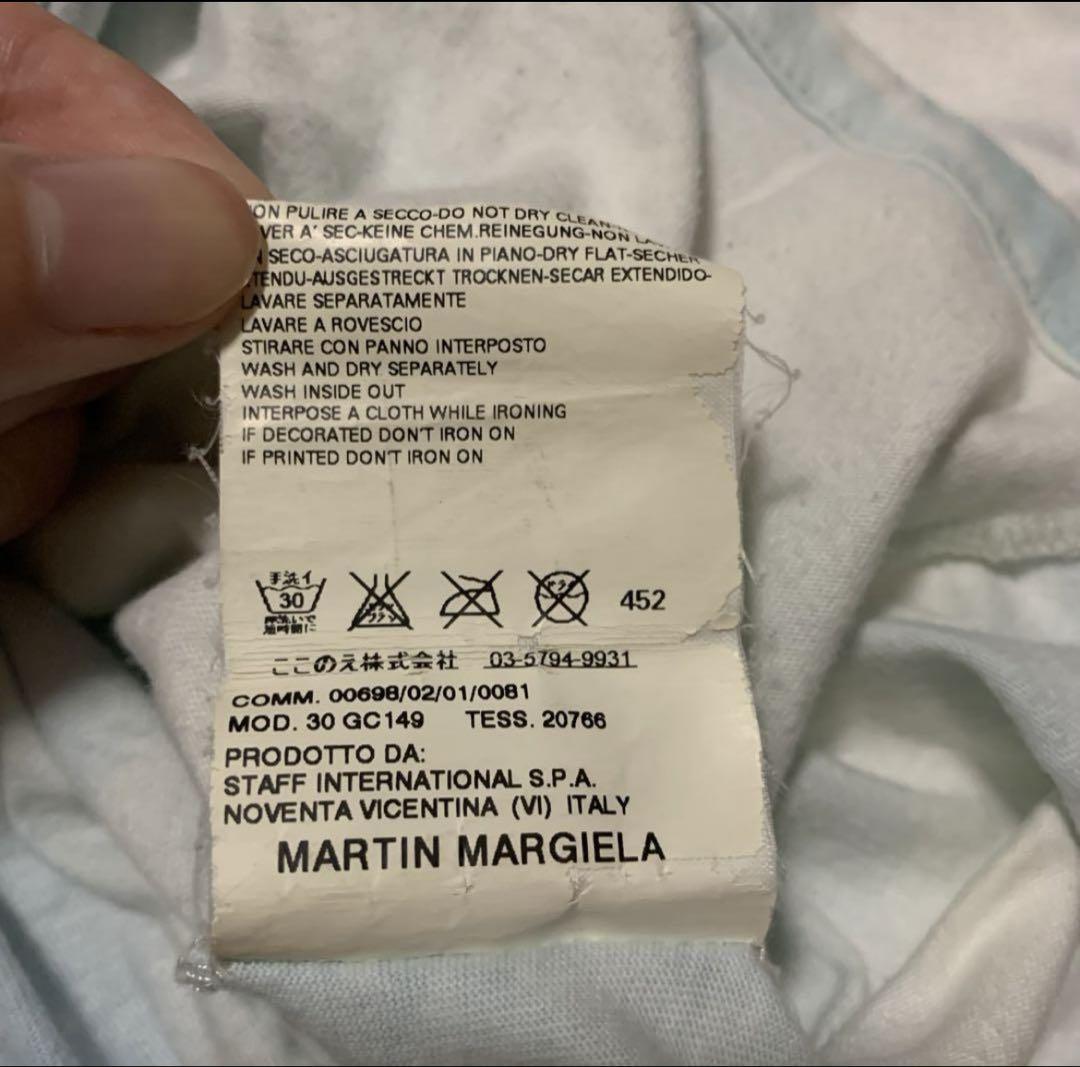 ON PULIRE A SECCO-DO NOT DRY CLEAN-
VER A' SEC-KEINE CHEM.REINEGUNG-NON
SECO-ASCIUGATURA IN PIANO-DRY FLAT-SECHER
TENDU-AUSGESTRECKT TROCKNEN-SECAR EXTENDIDO-
LAVARE SEPARATAMENTE
LAVARE A ROVESCIO
STIRARE CON PANNO INTERPOSTO
WASH AND DRY SEPARATELY
WASH INSIDE OUT
INTERPOSE A CLOTH WHILE IRONING
IF DECORATED DON'T IRON ON
IF PRINTED DON'T IRON ON
手洗イ
30
452
ここのえ株式会社 03-5794-9931
COMM. 00698/02/01/0081
MOD. 30 GC149 TESS. 20766
PRODOTTO DA:
STAFF INTERNATIONAL S.P.A.
NOVENTA VICENTINA (VI) ITALY
MARTIN MARGIELA